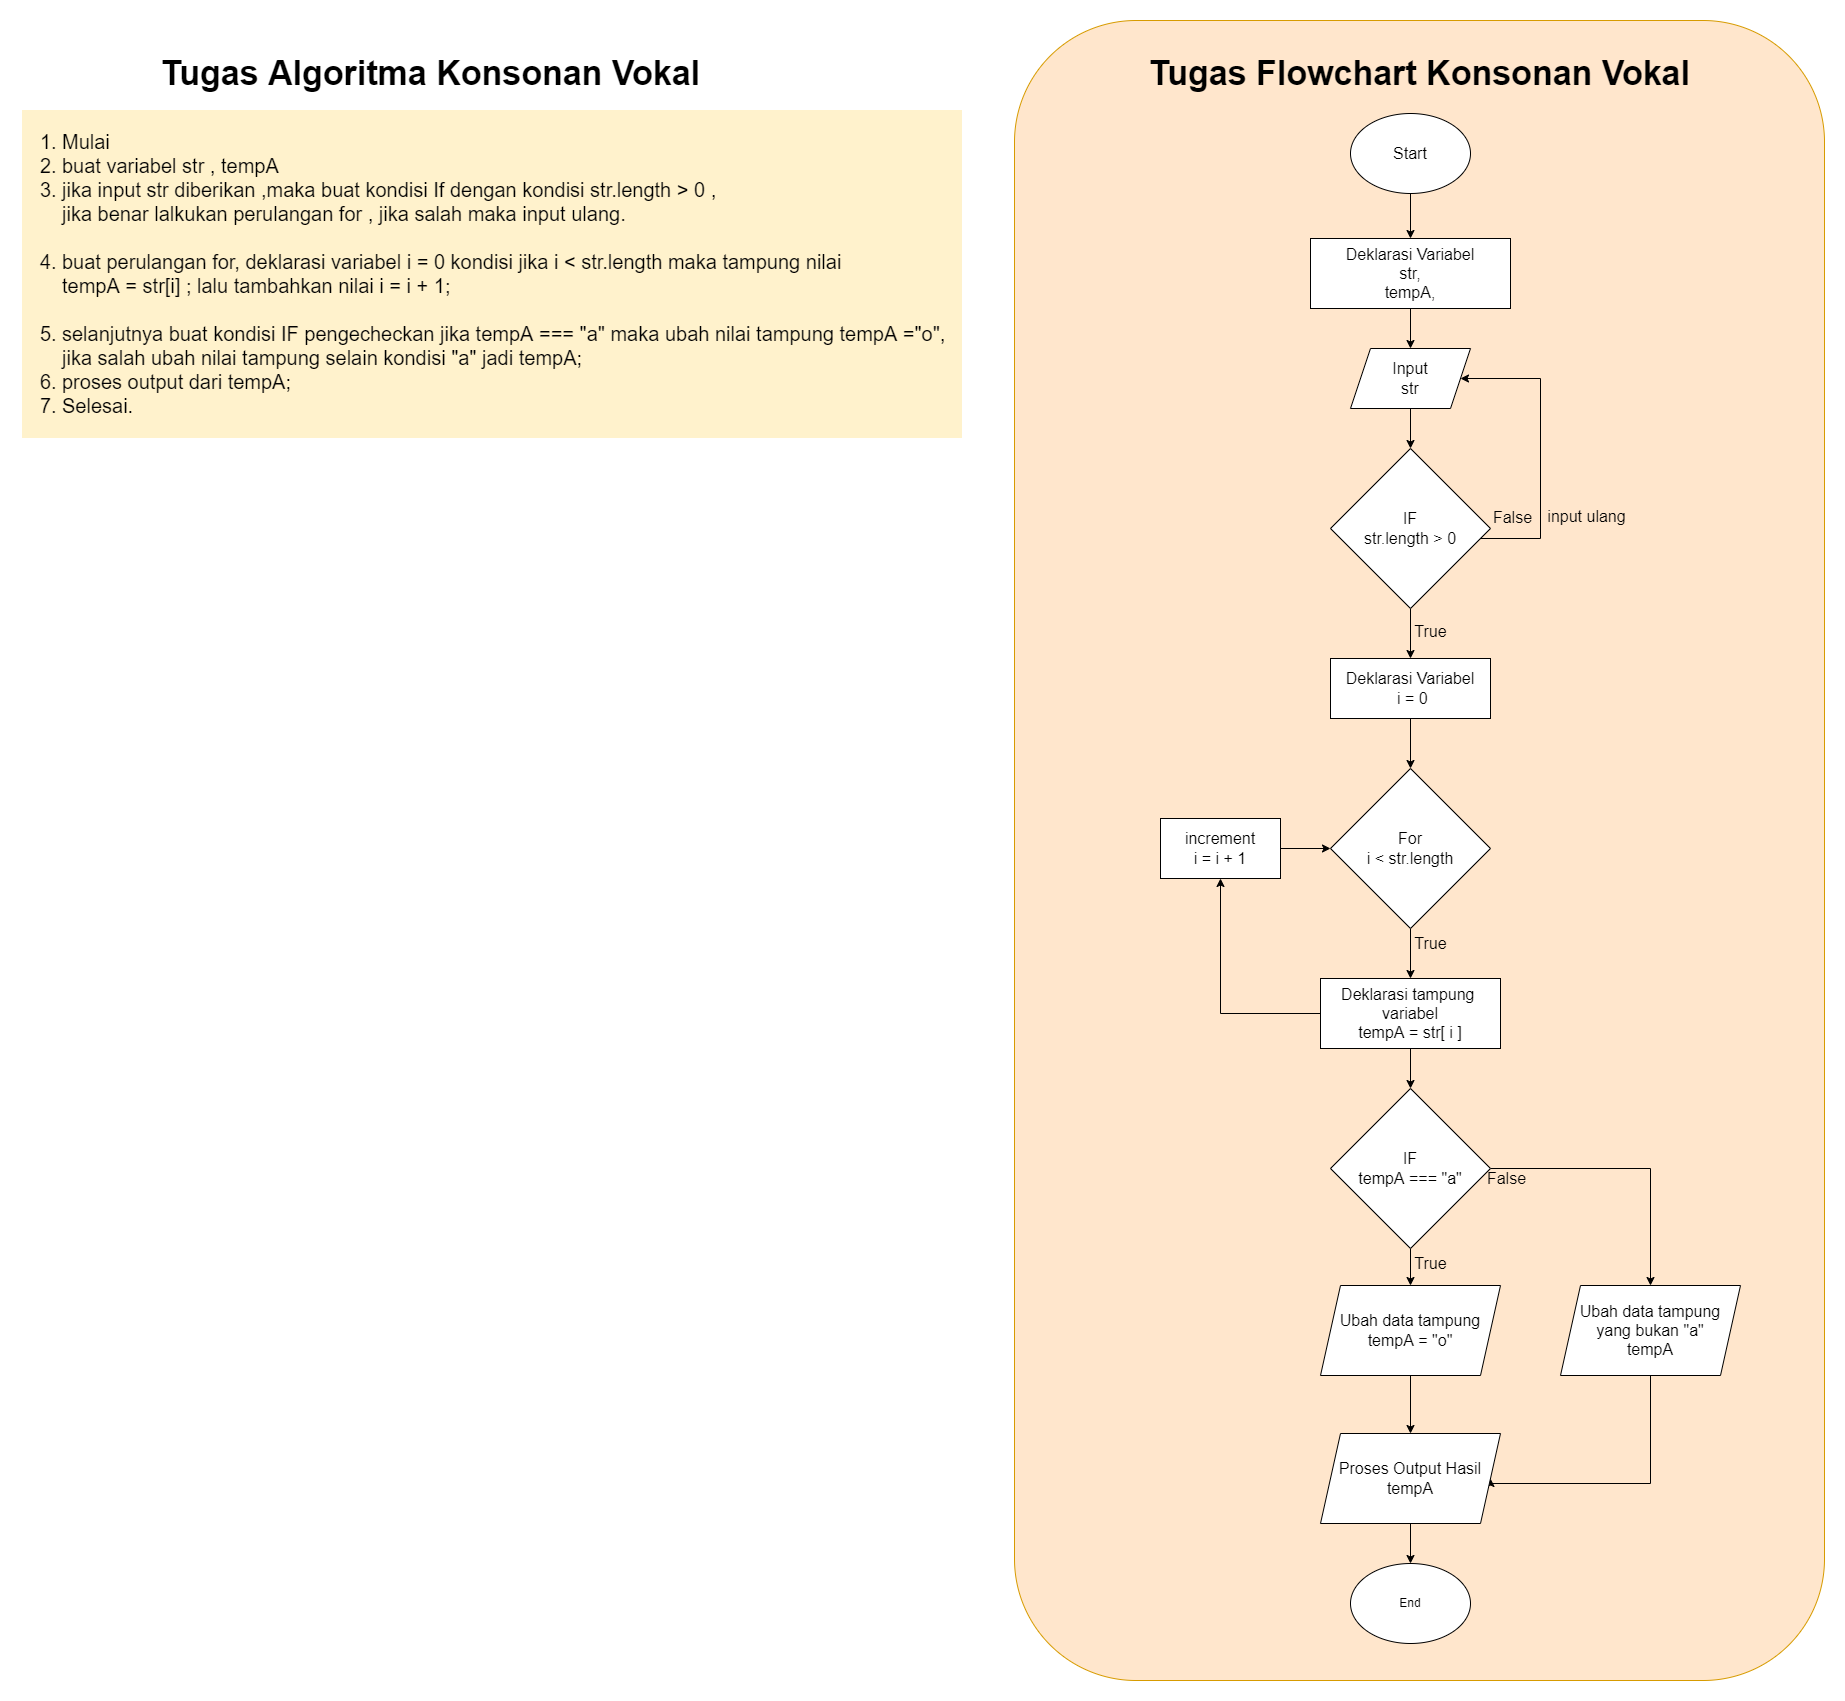 Tugas Algoritma Konsonan Vokal
1. Mulai
2. buat variabel str , tempA
3. jika input str diberikan ,maka buat kondisi If dengan kondisi str.length > 0 ,
jika benar lalkukan perulangan for , jika salah maka input ulang.
4. buat perulangan for, deklarasi variabel i = 0 kondisi jika i < str.length maka tampung nilai
tempA = str[i] ; lalu tambahkan nilai i = i + 1;
5. selanjutnya buat kondisi IF pengecheckan jika tempA === "a" maka ubah nilai tampung tempA ="o",
jika salah ubah nilai tampung selain kondisi "a" jadi tempA;
6. proses output dari tempA;
7. Selesai.
Tugas Flowchart Konsonan Vokal
Start
Deklarasi Variabel
str,
tempA,
Input
str
IF
str.length > 0
False
input ulang
True
Deklarasi Variabel
i = 0
increment
i = i + 1
For
i < str.length
True
Deklarasi tampung
variabel
tempA = str[ i ]
IF
tempA === "a"
False
True
Ubah data tampung
tempA = "o"
Ubah data tampung
yang bukan "a"
tempA
Proses Output Hasil
tempA
End